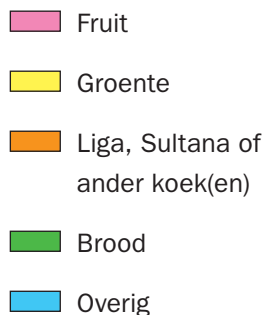 Fruit
Groente
Liga, Sultana of
ander koek(en)
Brood
Overig